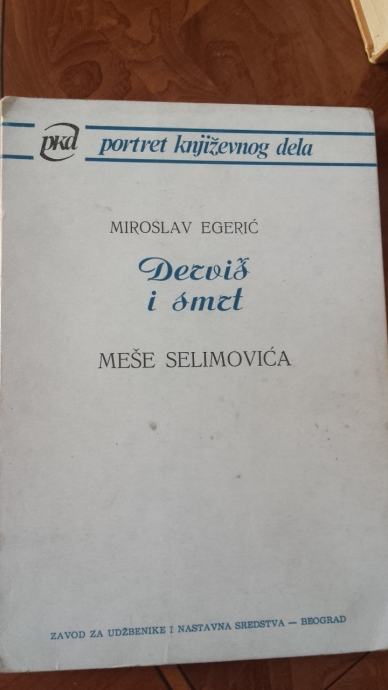 pkd portret književnog dela
MIROSLAV EGERIĆ
Derviš
i smrt
MEŠE SELIMOVIĆA
ZAVOD ZA UDŽBENIKE I NASTAVNA SREDSTVA — BEOGRAD